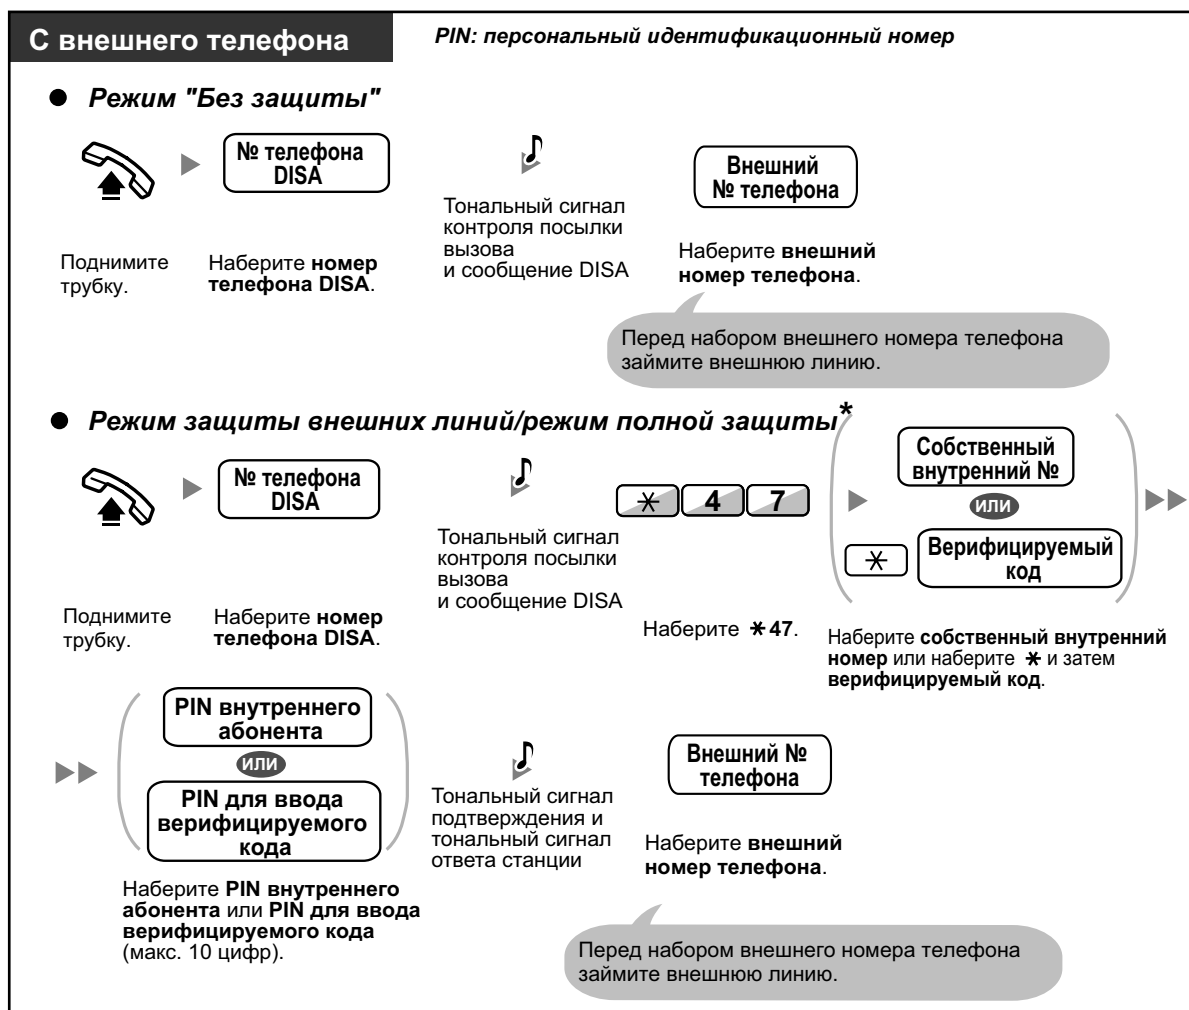 С внешнего телефона
PIN: персональный идентификационный номер
● Режим "Без защиты"
№ телефона
DISA
Внешний
№ телефона
Поднимите
трубку.
Наберите номер
телефона DISA.
Тональный сигнал
контроля посылки
вызова
и сообщение DISA
Наберите внешний
номер телефона.
Перед набором внешнего номера телефона
займите внешнюю линию.
● Режим защиты внешних линий/режим полной защиты*
№ телефона
DISA
* 4 7
Собственный
внутренний №
или
* Верифицируемый
код
Поднимите
трубку.
Наберите номер
телефона DISA.
Тональный сигнал
контроля посылки
вызова
и сообщение DISA
Наберите *47.
Наберите собственный внутренний
номер или наберите * и затем
верифицируемый код.
PIN внутреннего
абонента
или
PIN для ввода
верифицируемого
кода
Наберите PIN внутреннего
абонента или PIN для ввода
верифицируемого кода
(макс. 10 цифр).
Тональный сигнал
подтверждения и
тональный сигнал
ответа станции
Внешний №
телефона
Наберите внешний
номер телефона.
Перед набором внешнего номера телефона
займите внешнюю линию.